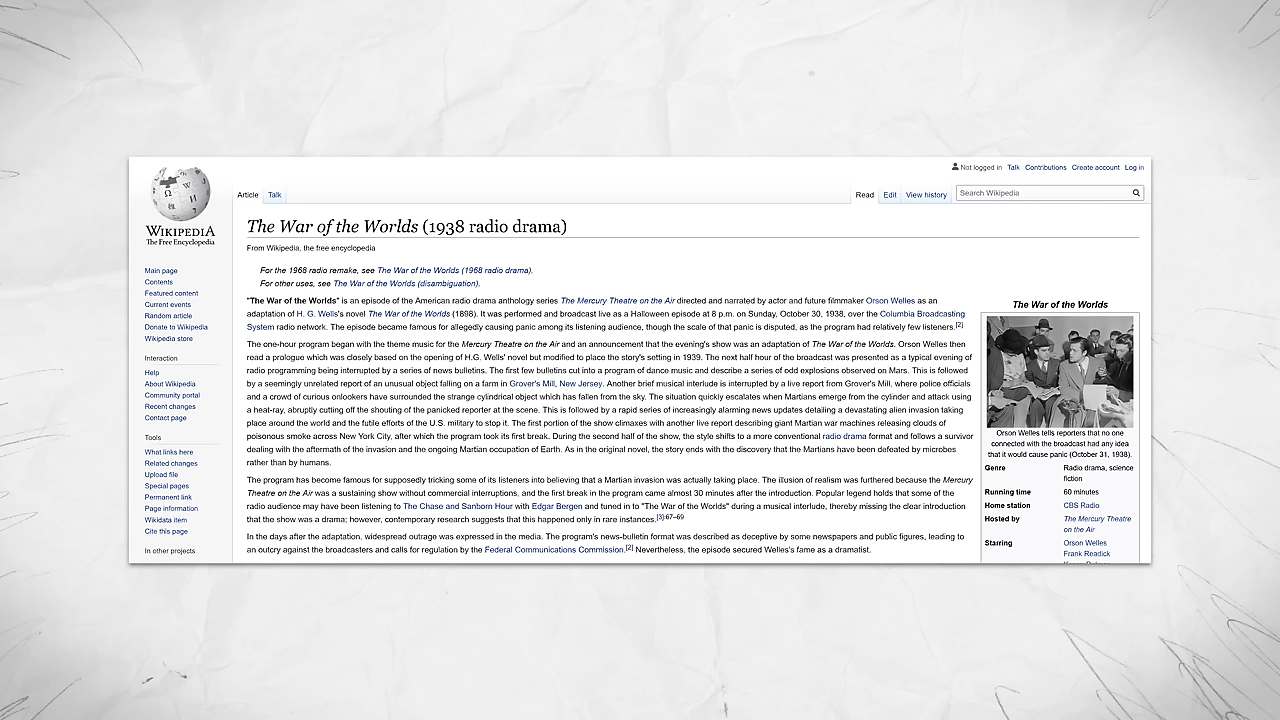 Not logged in Talk Contributions Create account Log in
Article Talk
Read Edit View history Search Wikipedia
WIKIPEDIA
The Free Encyclopedia
Main page
Contents
Featured content
Current events
Random article
Donate to Wikipedia
Wikipedia store
Interaction
Help
About Wikipedia
Community portal
Recent changes
Contact page
Tools
What links here
Related changes
Upload file
Special pages
Permanent link
Page information
Wikidata item
Cite this page
In other projects
The War of the Worlds (1938 radio drama)
From Wikipedia, the free encyclopedia
For the 1968 radio remake, see The War of the Worlds (1968 radio drama).
For other uses, see The War of the Worlds (disambiguation).
"The War of the Worlds" is an episode of the American radio drama anthology series The Mercury Theatre on the Air directed and narrated by actor and future filmmaker Orson Welles as an
adaptation of H. G. Wells's novel The War of the Worlds (1898). It was performed and broadcast live as a Halloween episode at 8 p.m. on Sunday, October 30, 1938, over the Columbia Broadcasting
System radio network. The episode became famous for allegedly causing panic among its listening audience, though the scale of that panic is disputed, as the program had relatively few listeners.[2]
The one-hour program began with the theme music for the Mercury Theatre on the Air and an announcement that the evening's show was an adaptation of The War of the Worlds. Orson Welles then
read a prologue which was closely based on the opening of H.G. Wells' novel but modified to place the story's setting in 1939. The next half hour of the broadcast was presented as a typical evening of
radio programming being interrupted by a series of news bulletins. The first few bulletins cut into a program of dance music and describe a series of odd explosions observed on Mars. This is followed
by a seemingly unrelated report of an unusual object falling on a farm in Grover's Mill, New Jersey. Another brief musical interlude is interrupted by a live report from Grover's Mill, where police officials
and a crowd of curious onlookers have surrounded the strange cylindrical object which has fallen from the sky. The situation quickly escalates when Martians emerge from the cylinder and attack using
a heat-ray, abruptly cutting off the shouting of the panicked reporter at the scene. This is followed by a rapid series of increasingly alarming news updates detailing a devastating alien invasion taking
place around the world and the futile efforts of the U.S. military to stop it. The first portion of the show climaxes with another live report describing giant Martian war machines releasing clouds of
poisonous smoke across New York City, after which the program took its first break. During the second half of the show, the style shifts to a more conventional radio drama format and follows a survivor
dealing with the aftermath of the invasion and the ongoing Martian occupation of Earth. As in the original novel, the story ends with the discovery that the Martians have been defeated by microbes
rather than by humans.
The program has become famous for supposedly tricking some of its listeners into believing that a Martian invasion was actually taking place. The illusion of realism was furthered because the Mercury
Theatre on the Air was a sustaining show without commercial interruptions, and the first break in the program came almost 30 minutes after the introduction. Popular legend holds that some of the
radio audience may have been listening to The Chase and Sanborn Hour with Edgar Bergen and tuned in to "The War of the Worlds" during a musical interlude, thereby missing the clear introduction
that the show was a drama; however, contemporary research suggests that this happened only in rare instances.[3]:67–69
In the days after the adaptation, widespread outrage was expressed in the media. The program's news-bulletin format was described as deceptive by some newspapers and public figures, leading to
an outcry against the broadcasters and calls for regulation by the Federal Communications Commission.[2] Nevertheless, the episode secured Welles's fame as a dramatist.
The War of the Worlds
Orson Welles tells reporters that no one
connected with the broadcast had any idea
that it would cause panic (October 31, 1938).
Genre Radio drama, science
fiction
Running time 60 minutes
Home station CBS Radio
Hosted by The Mercury Theatre
on the Air
Starring Orson Welles
Frank Readick